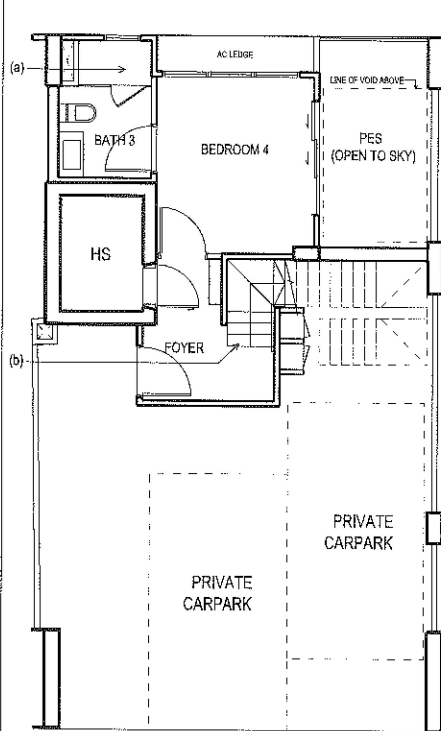 AC LEDGE
(a)
LINE OF VOID ABOVE
BATH 3
BEDROOM 4
PES
(OPEN TO SKY)
HS
FOYER
(b)
PRIVATE
CARPARK
PRIVATE
CARPARK